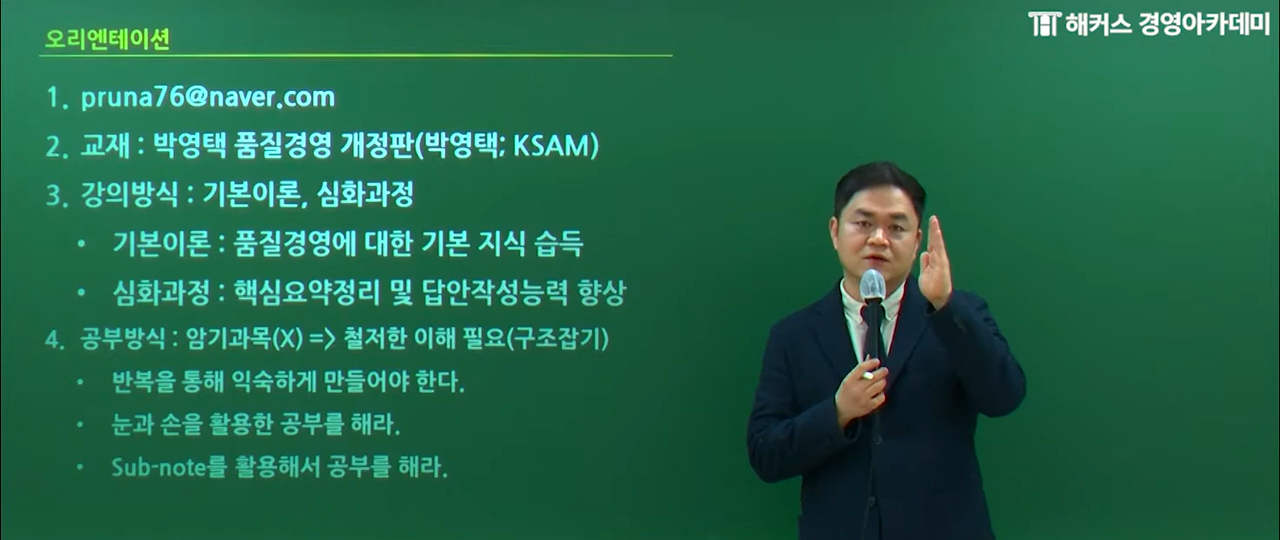 오리엔테이션
해커스 경영아카데미
1. pruna76@naver.com
2. 교재 : 박영택 품질경영 개정판(박영택; KSAM)
3. 강의방식 : 기본이론, 심화과정
• 기본이론 : 품질경영에 대한 기본 지식 습득
• 심화과정 : 핵심요약정리 및 답안작성능력 향상
4. 공부방식 : 암기과목(X) => 철저한 이해 필요(구조잡기)
• 반복을 통해 익숙하게 만들어야 한다.
• 눈과 손을 활용한 공부를 해라.
• Sub-note를 활용해서 공부를 해라.